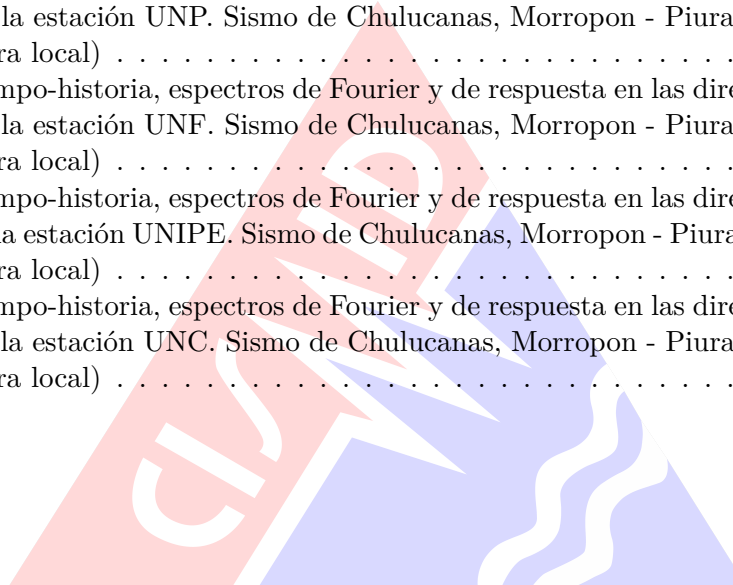 la estación UNP. Sismo de Chulucanas, Morropon - Piura
ra local) . . . . . . . . . . . . . . . . . . . . . . . . . . . . . . . . .
mpo-historia, espectros de Fourier y de respuesta en las dire
la estación UNF. Sismo de Chulucanas, Morropon - Piura
ra local) . . . . . . . . . . . . . . . . . . . . . . . . . . . . . . . . .
mpo-historia, espectros de Fourier y de respuesta en las dire
la estación UNIPE. Sismo de Chulucanas, Morropon - Piura
ra local) . . . . . . . . . . . . . . . . . . . . . . . . . . . . . . . . .
mpo-historia, espectros de Fourier y de respuesta en las dire
la estación UNC. Sismo de Chulucanas, Morropon - Piura
ra local) . . . . . . . . . . . . . . . . . . . . . . . . . . . . . . . . .
CISMID